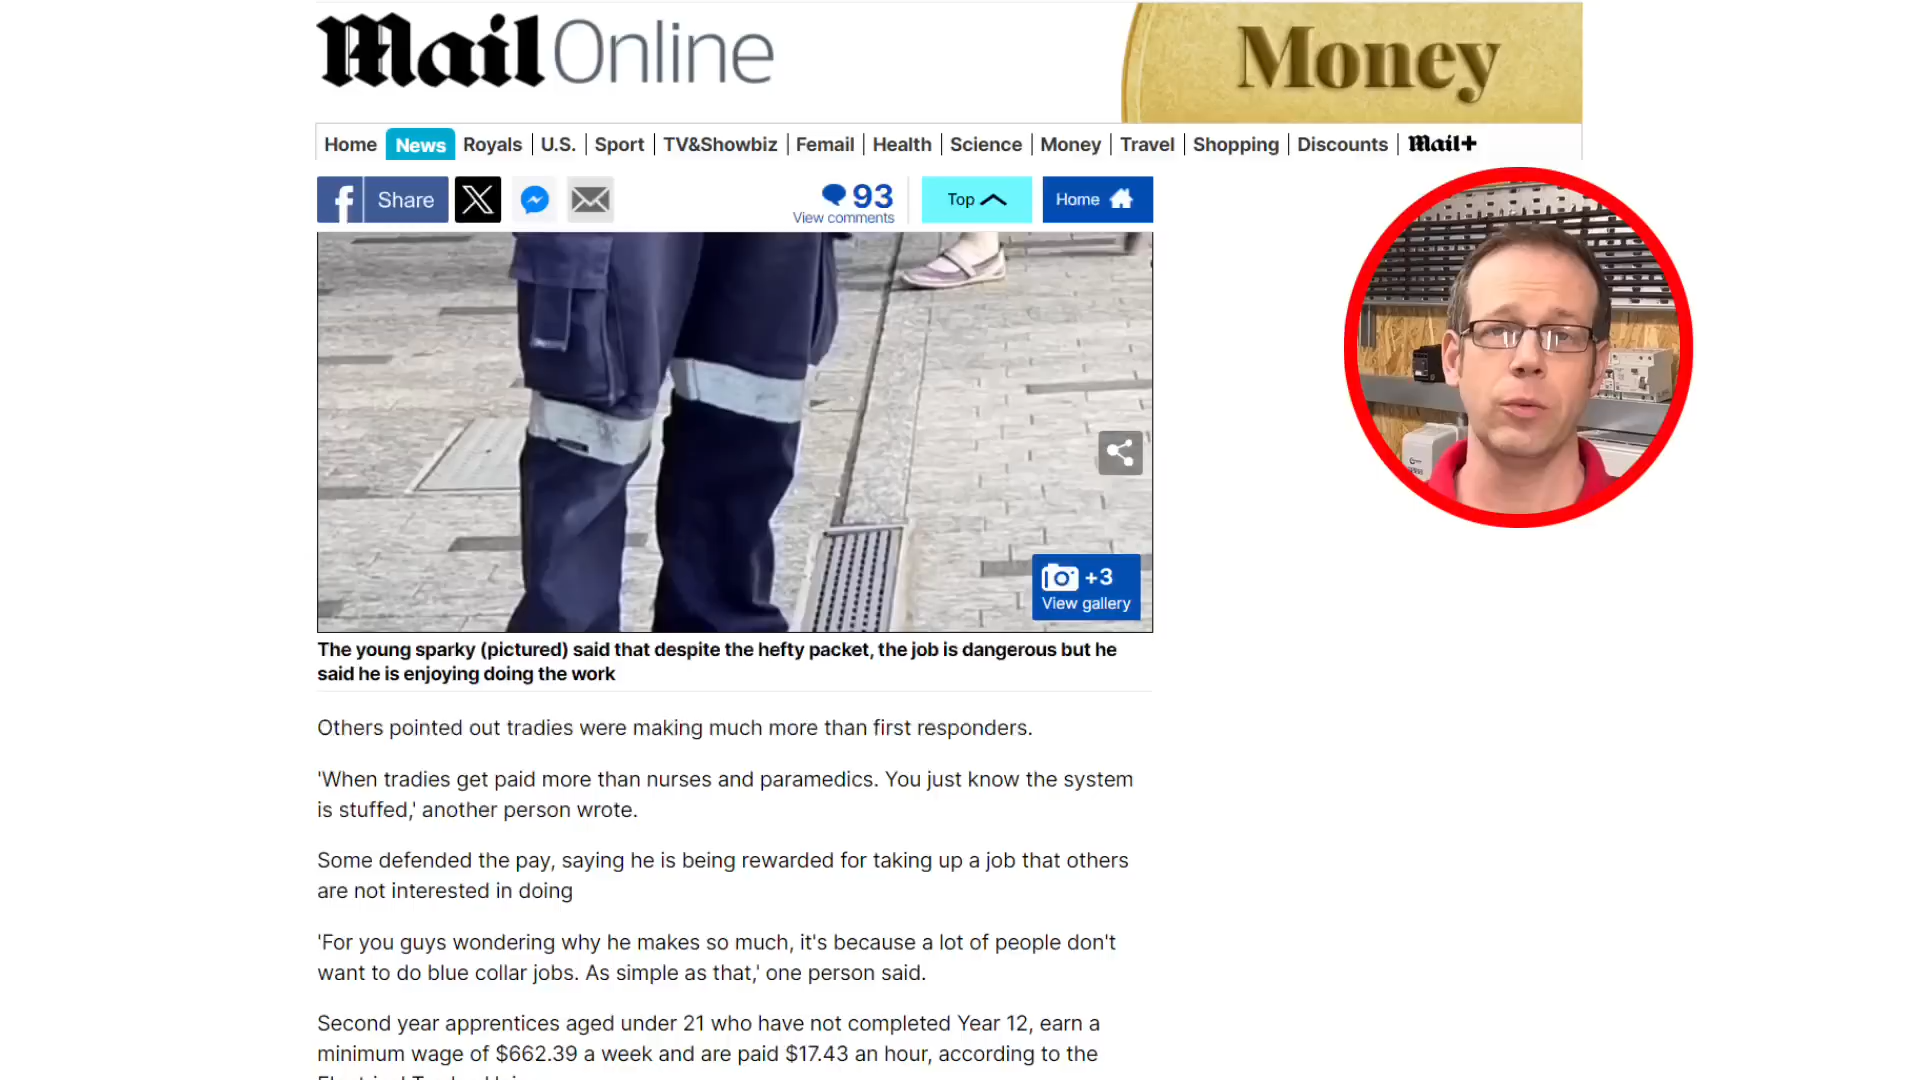 Mail Online
Money
Home News Royals U.S. Sport TV&Showbiz Femail Health Science Money Travel Shopping Discounts Mail+
Share
93
View comments
Top
Home
+3
View gallery
The young sparky (pictured) said that despite the hefty packet, the job is dangerous but he
said he is enjoying doing the work
Others pointed out tradies were making much more than first responders.
'When tradies get paid more than nurses and paramedics. You just know the system
is stuffed,' another person wrote.
Some defended the pay, saying he is being rewarded for taking up a job that others
are not interested in doing
'For you guys wondering why he makes so much, it's because a lot of people don't
want to do blue collar jobs. As simple as that,' one person said.
Second year apprentices aged under 21 who have not completed Year 12, earn a
minimum wage of $662.39 a week and are paid $17.43 an hour, according to the